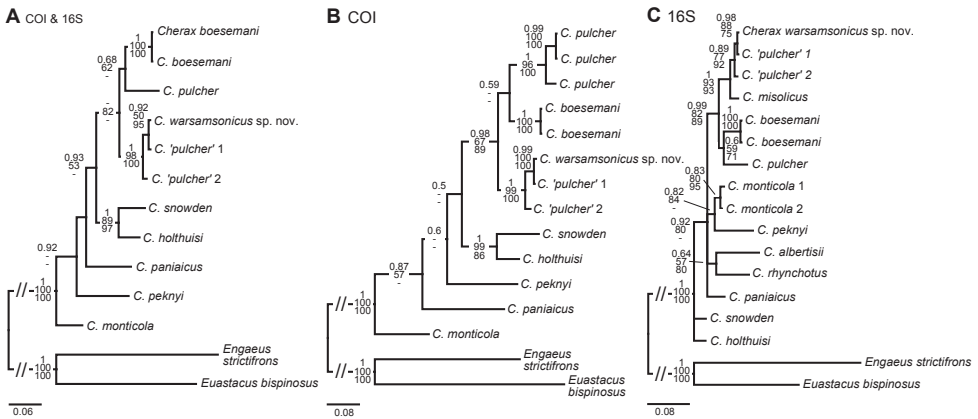 A COI & 16S
Cherax boesemani
1
100
100
C. boesemani
0.68
62
-
C. pulcher
-
82
-
0.92
50
95
C. warsamsonicus sp. nov.
C. 'pulcher' 1
1
98
100
C. 'pulcher' 2
0.93
53
-
C. snowden
1
89
97
C. holthuisi
0.92
-
-
C. paniaicus
C. peknyi
1
100
100
C. monticola
1
100
100
Engaeus
strictifrons
Euastacus bispinosus
0.06
B COI
0.99
100
100
C. pulcher
C. pulcher
1
96
100
C. pulcher
0.59
-
-
C. boesemani
1
100
100
C. boesemani
0.98
67
89
0.99
100
100
C. warsamsonicus sp. nov.
C. 'pulcher' 1
1
99
100
C. 'pulcher' 2
0.5
-
-
C. snowden
1
99
86
C. holthuisi
0.6
-
-
C. peknyi
0.87
57
-
C. paniaicus
1
100
100
C. monticola
1
100
100
Engaeus
strictifrons
Euastacus
bispinosus
0.08
C 16S
0.98
88
75
Cherax warsamsonicus sp. nov.
0.89
77
92
C. 'pulcher' 1
C. 'pulcher' 2
1
93
93
C. misolicus
0.99
82
89
1
100
100
C. boesemani
C. boesemani
0.6
59
71
C. pulcher
0.83
80
95
C. monticola 1
C. monticola 2
0.82
84
-
C. peknyi
0.92
80
-
0.64
57
80
C. albertisii
C. rhynchotus
1
100
100
C. paniaicus
C. snowden
C. holthuisi
1
100
100
Engaeus strictifrons
Euastacus bispinosus
0.08